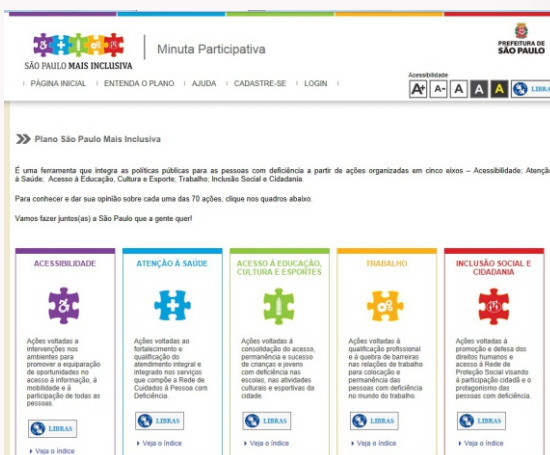 Minuta Participativa
SÃO PAULO MAIS INCLUSIVA
PREFEITURA DE
SÃO PAULO
PÁGINA INICIAL | ENTENDA O PLANO | AJUDA | CADASTRE-SE | LOGIN
Acessibilidade
A+ A- A A A LIBRA
Plano São Paulo Mais Inclusiva
É uma ferramenta que integra as políticas públicas para as pessoas com deficiência a partir de ações organizadas em cinco eixos – Acessibilidade; Atenç
à Saúde; Acesso à Educação, Cultura e Esporte; Trabalho; Inclusão Social e Cidadania.
Para conhecer e dar sua opinião sobre cada uma das 70 ações, clique nos quadros abaixo.
Vamos fazer juntos(as) a São Paulo que a gente quer!
ACESSIBILIDADE
Ações voltadas a
intervenções nos
ambientes para
promover a equiparação
de oportunidades no
acesso à informação, à
mobilidade e à
participação de todas as
pessoas.
LIBRAS
Veja o índice
ATENÇÃO À SAÚDE
Ações voltadas ao
fortalecimento e
qualificação do
atendimento integral e
integrado nos serviços
que compõe a Rede de
Cuidados à Pessoa com
Deficiência.
LIBRAS
Veja o índice
ACESSO À EDUCAÇÃO,
CULTURA E ESPORTES
Ações voltadas à
consolidação do acesso,
permanência e sucesso
de crianças e jovens
com deficiência nas
escolas, nas atividades
culturais e esportivas da
cidade.
LIBRAS
Veja o índice
TRABALHO
Ações voltadas à
qualificação profissional
e à quebra de barreiras
nas relações de trabalho
para colocação e
permanência das
pessoas com deficiência
no mundo do trabalho.
LIBRAS
Veja o índice
INCLUSÃO SOCIAL E
CIDADANIA
Ações voltadas à
promoção e defesa dos
direitos humanos e
acesso à Rede de
Proteção Social visando
à participação cidadã e o
protagonismo das
pessoas com deficiência.
LIBRAS
Veja o índice